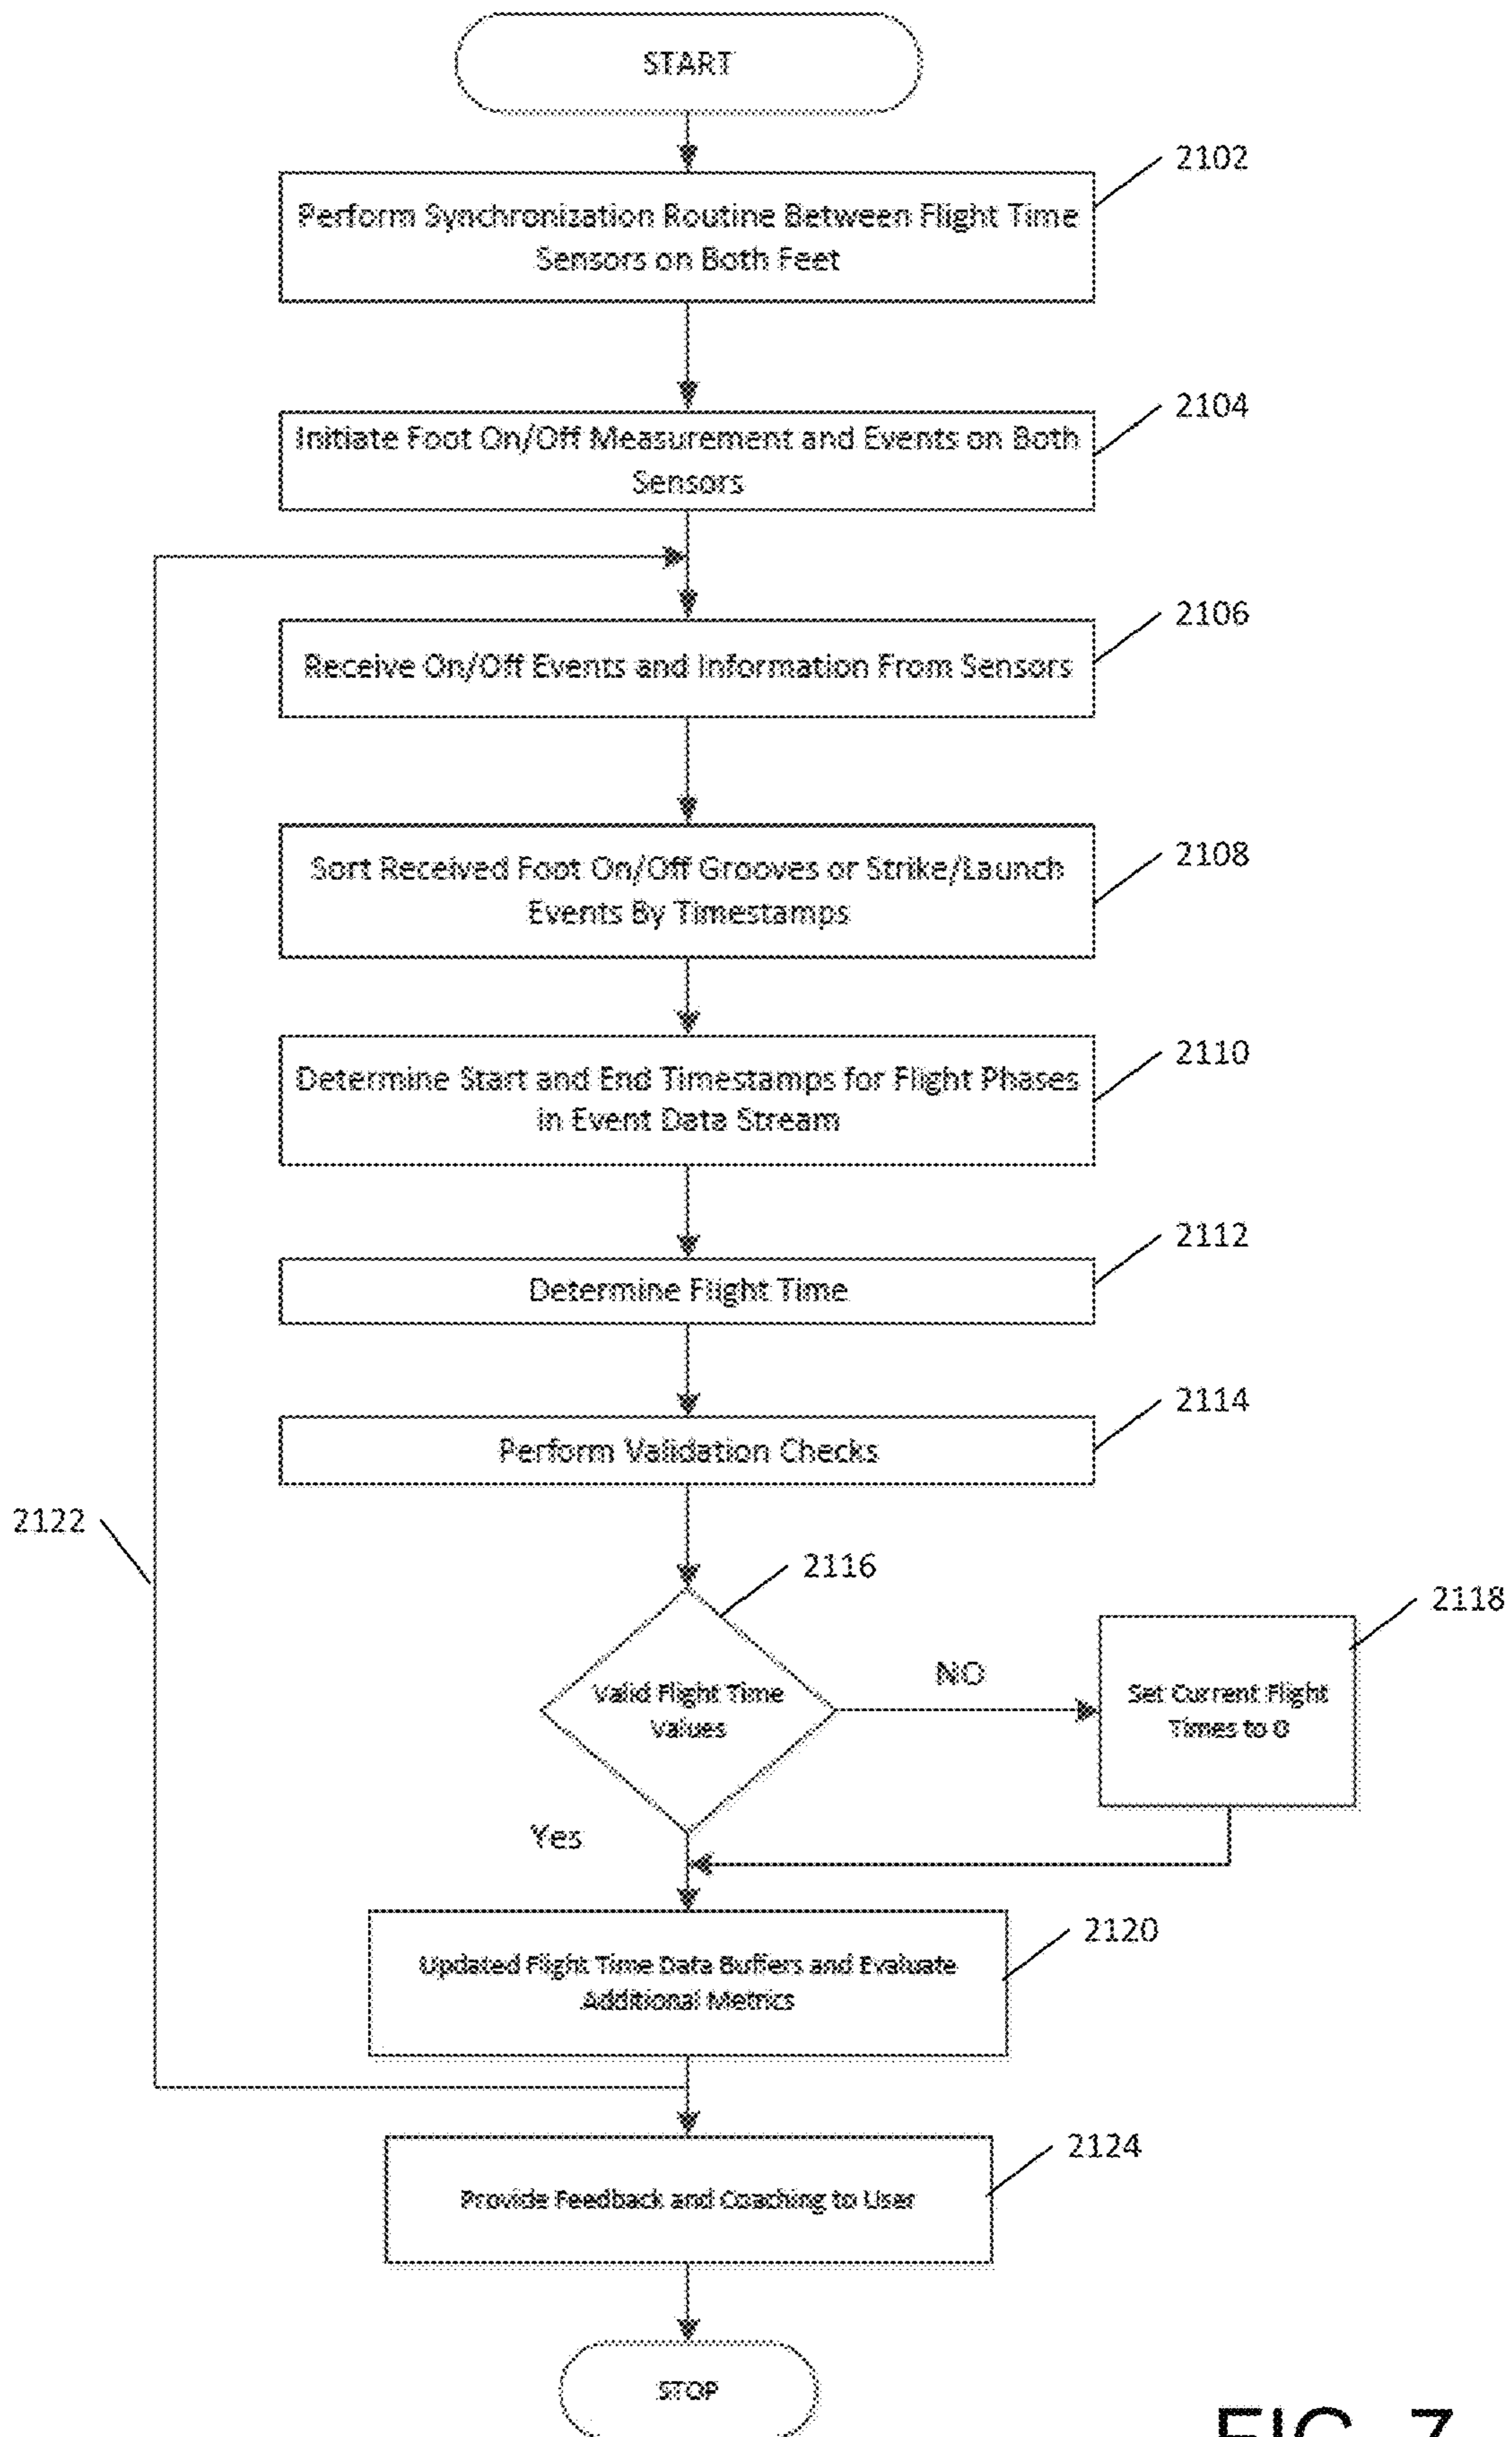 START
2102
Perform Synchronization Routine Between Flight Time
Sensors on Both Feet
2104
Initiate Foot On/Off Measurement and Events on Both
Sensors
2106
Receive On/Off Events and Information From Sensors
2108
Sort Received Foot On/Off Grooves or Strike/Launch
Events By Timestamps
2110
Determine Start and End Timestamps for Flight Phases
in Event Data Stream
2112
Determine Flight Time
2114
Perform Validation Checks
2122
2116
2118
Valid Flight Time
Values
NO
Set Current Flight
Times to 0
Yes
2120
Updated Flight Time Data Buffers and Evaluate
Additional Metrics
2124
Provide Feedback and Coaching to User
STOP
FIG. 7